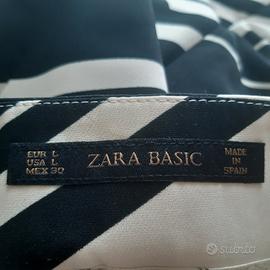 EUR L
USA L
MEX 30
ZARA BASIC
MADE
IN
SPAIN
subito